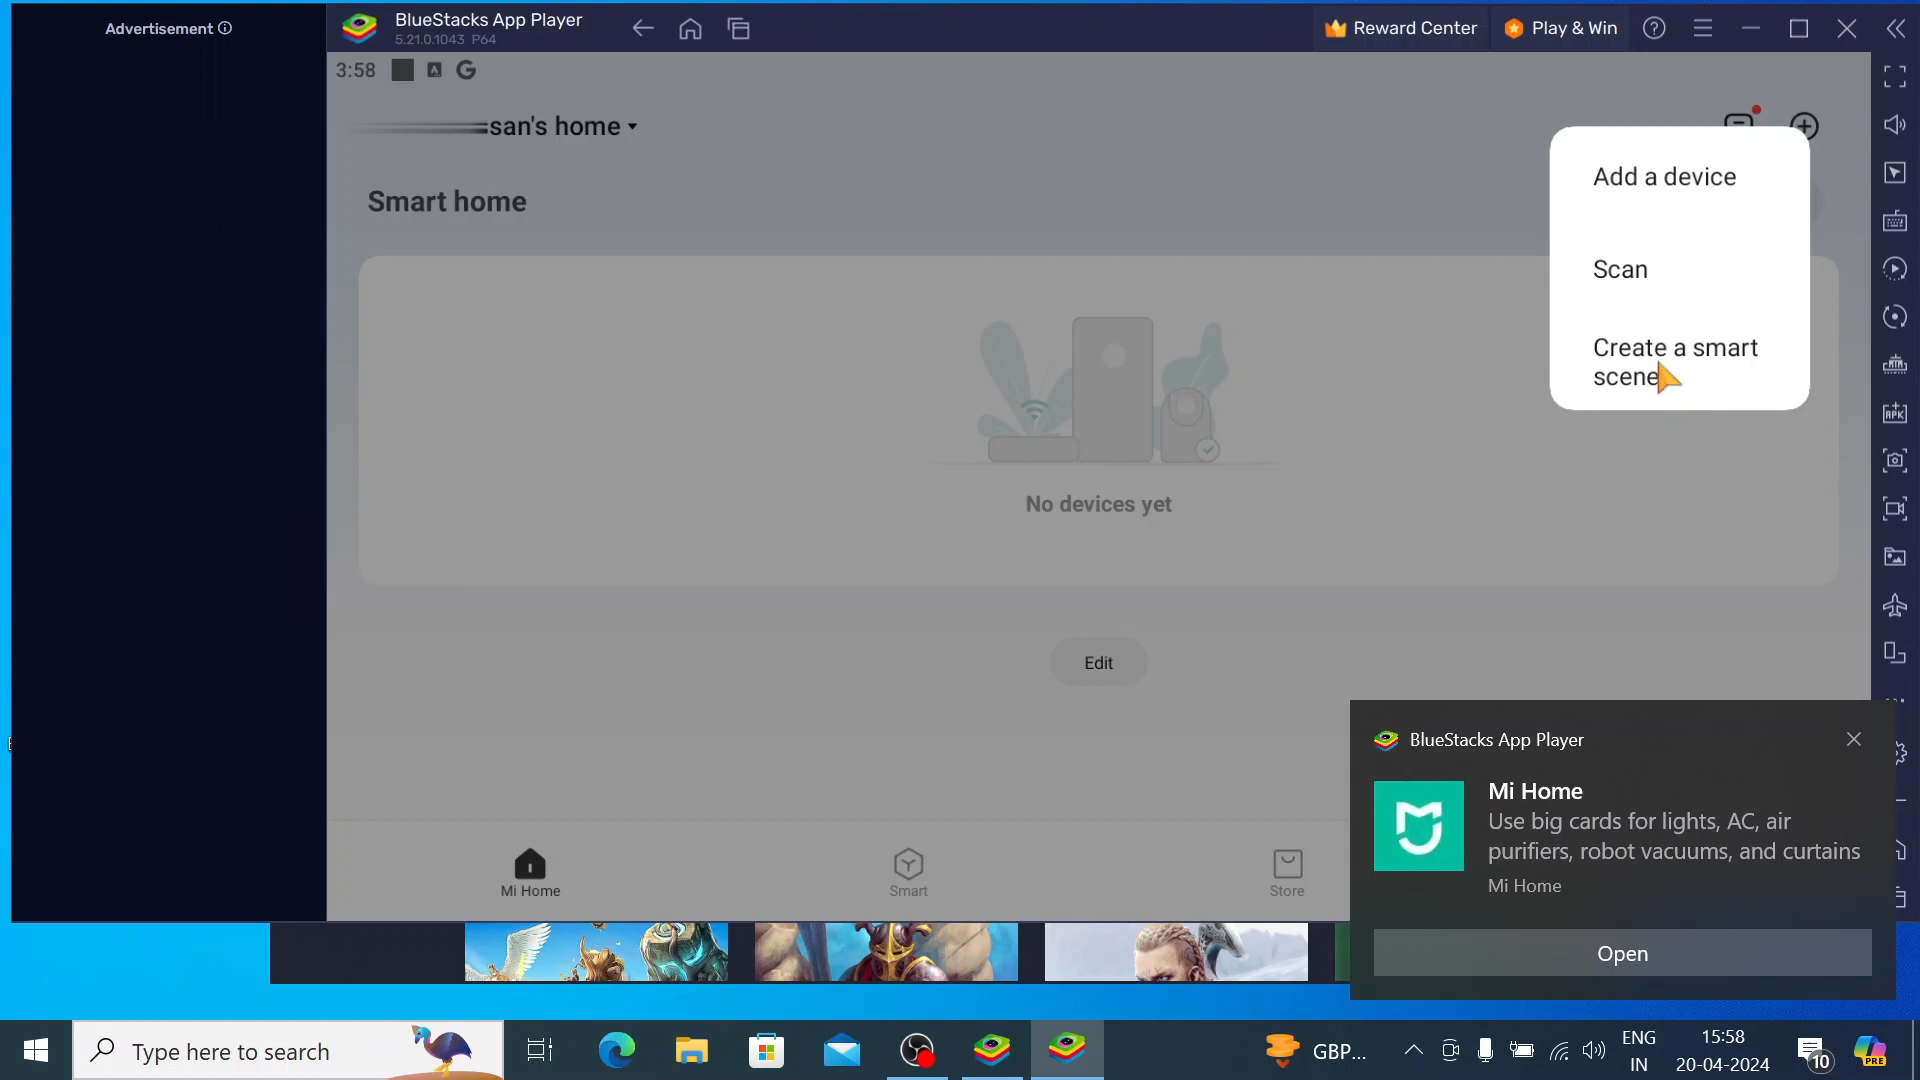 Advertisement
BlueStacks App Player
5.21.0.1043 P64
Reward Center
Play & Win
3:58
san's home
Smart home
Add a device
Scan
Create a smart
scene
No devices yet
Edit
Mi Home
Smart
Store
BlueStacks App Player
Mi Home
Use big cards for lights, AC, air
purifiers, robot vacuums, and curtains
Mi Home
Open
Type here to search
GBP...
ENG
IN
15:58
20-04-2024
10
PRE
APK